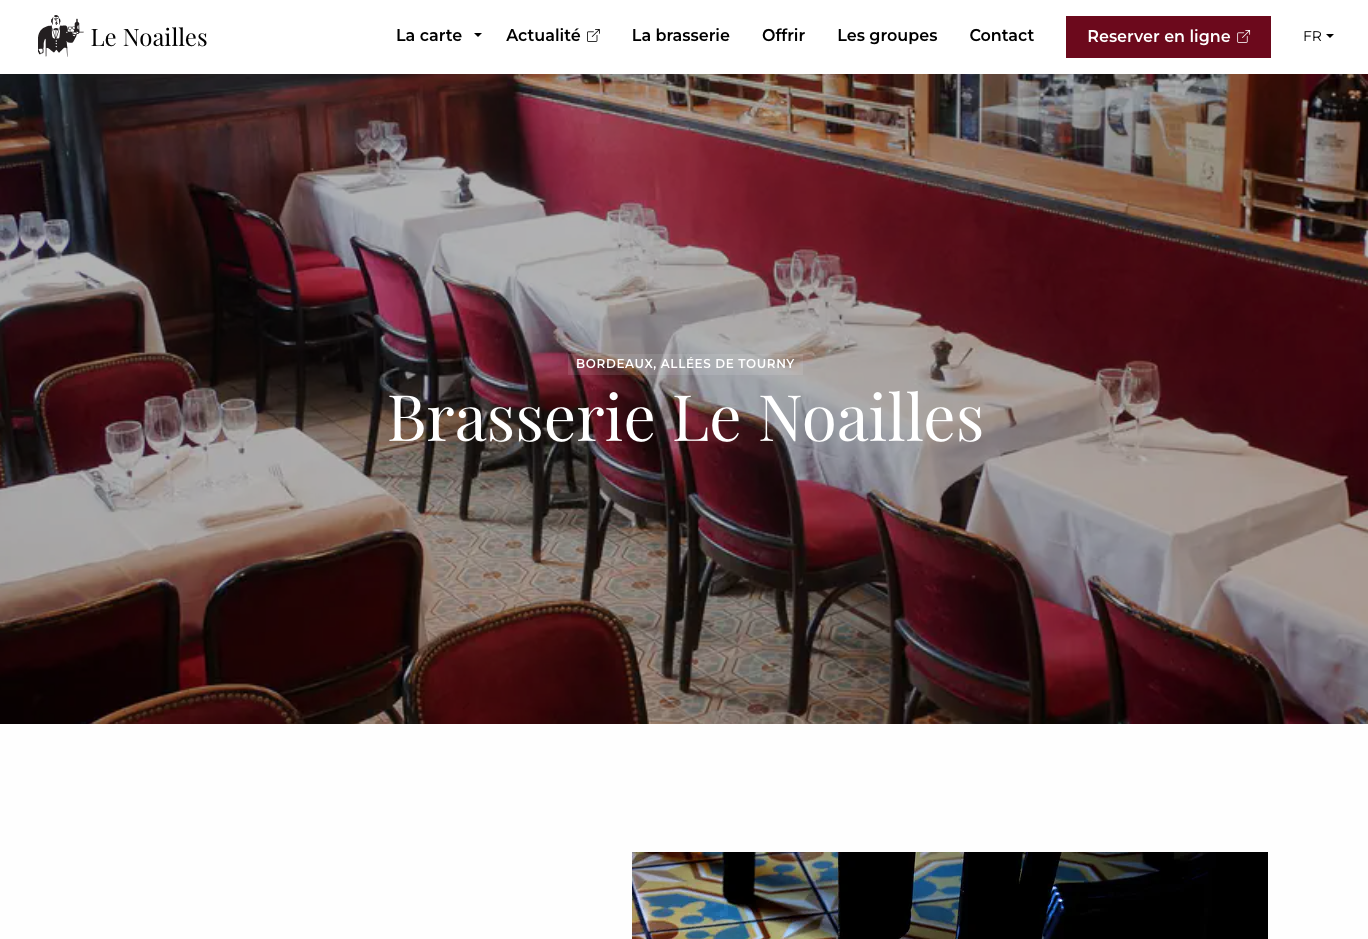 Le Noailles
La carte
Actualité
La brasserie
Offrir
Les groupes
Contact
Reserver en ligne
FR
BORDEAUX, ALLÉES DE TOURNY
Brasserie Le Noailles